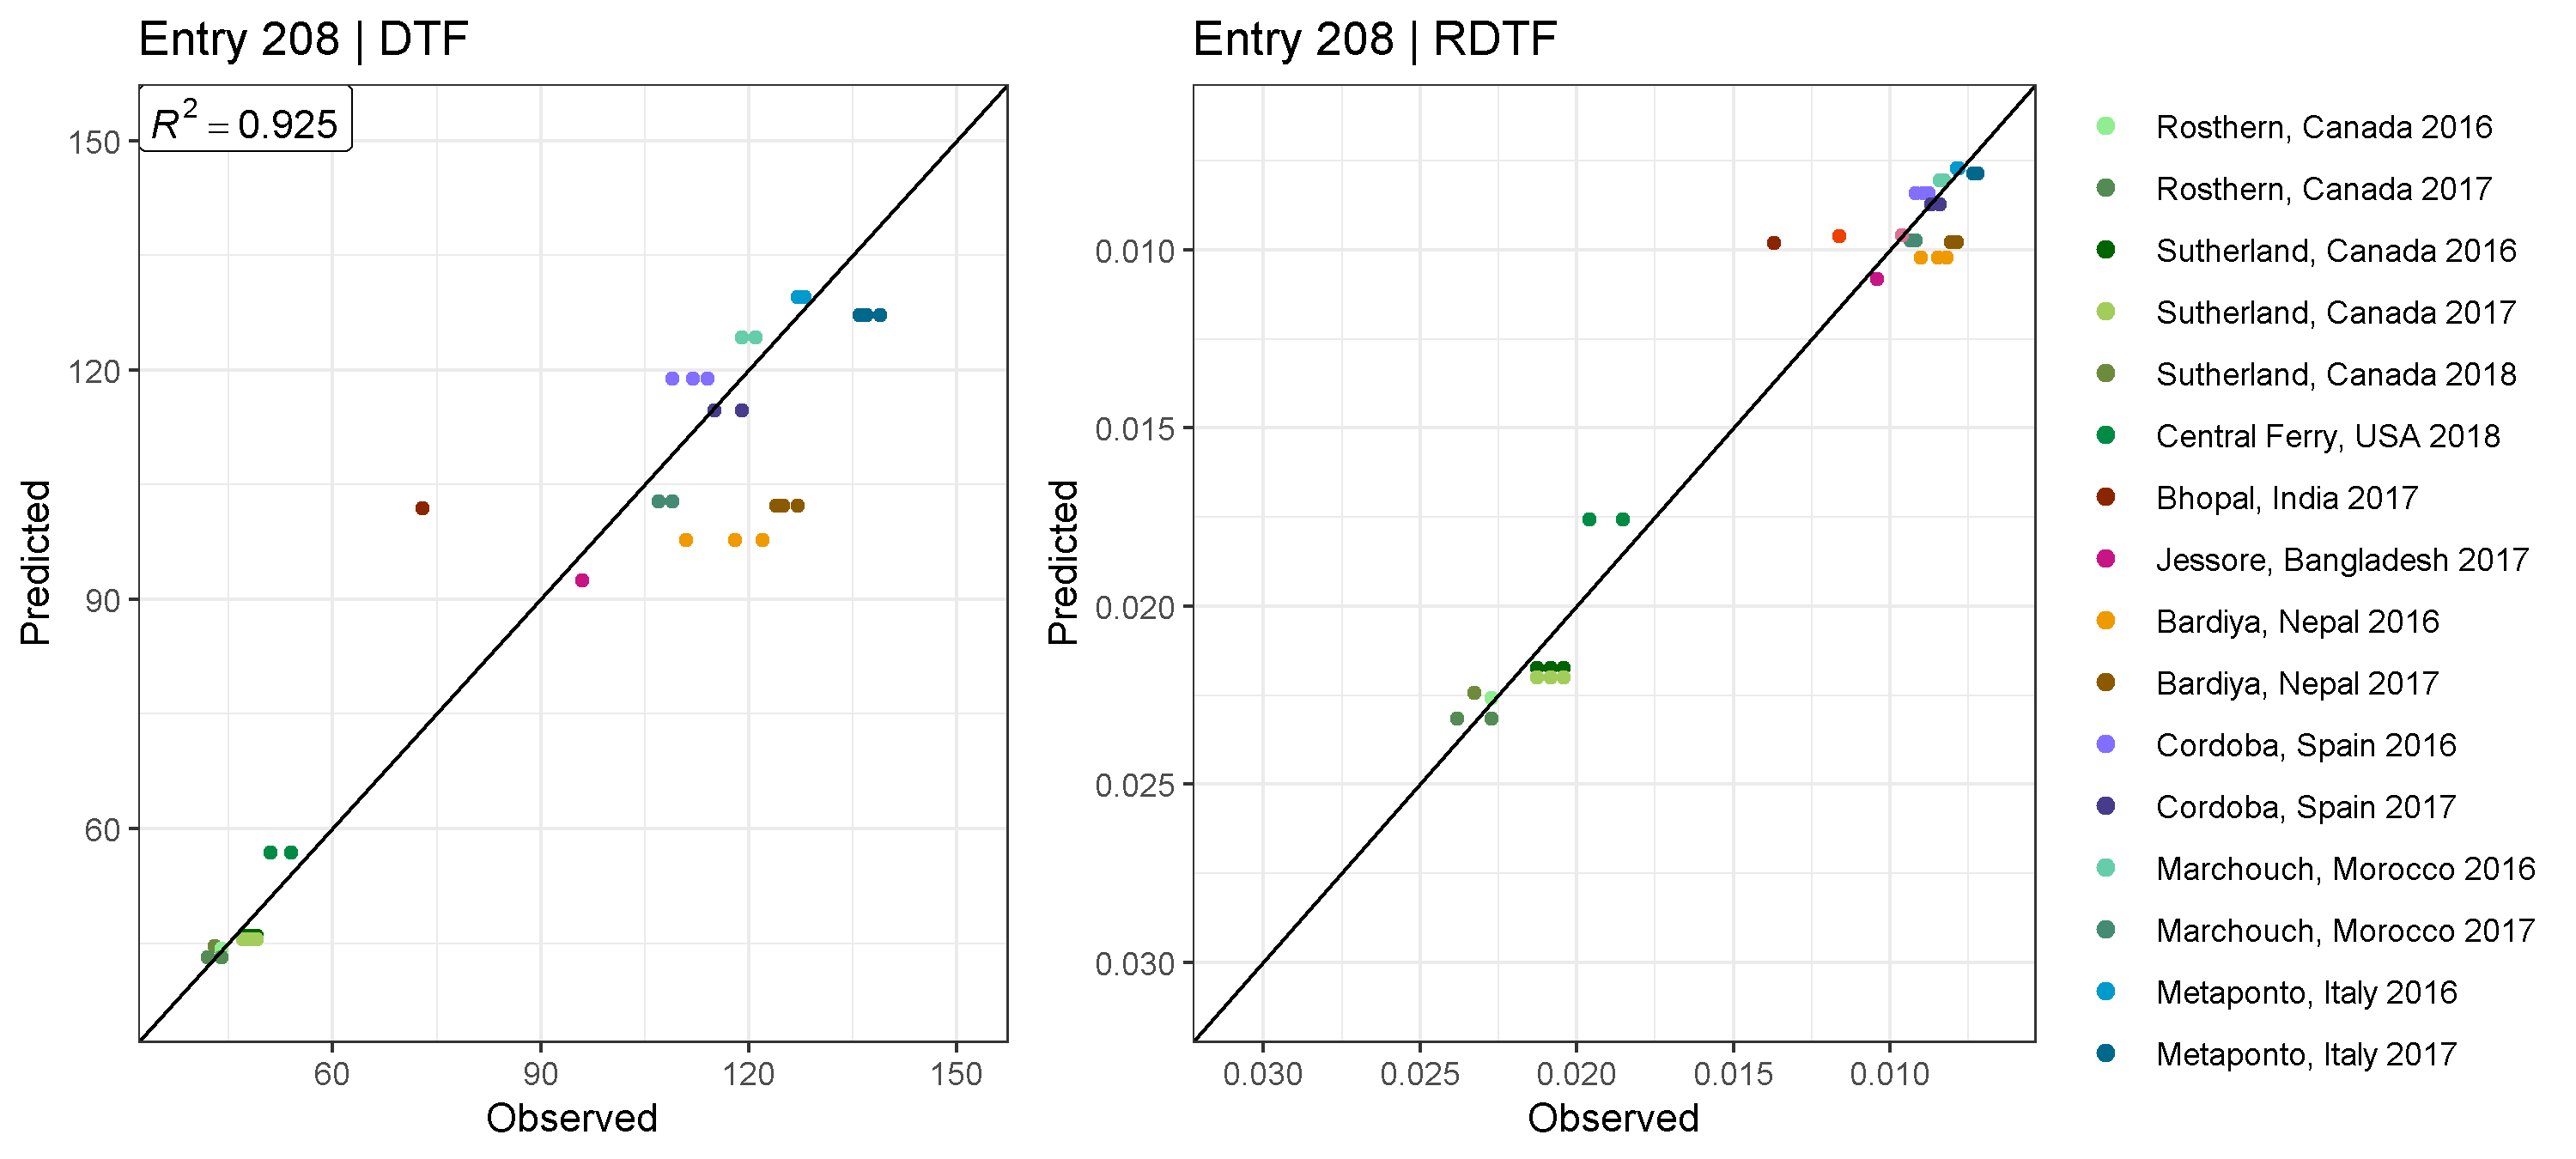 Entry 208 | DTF
R² = 0.925
150
120
90
60
Predicted
60
90
120
150
Observed
Entry 208 | RDTF
0.010
0.015
0.020
0.025
0.030
Predicted
0.030
0.025
0.020
0.015
0.010
Observed
Rosthern, Canada 2016
Rosthern, Canada 2017
Sutherland, Canada 2016
Sutherland, Canada 2017
Sutherland, Canada 2018
Central Ferry, USA 2018
Bhopal, India 2017
Jessore, Bangladesh 2017
Bardiya, Nepal 2016
Bardiya, Nepal 2017
Cordoba, Spain 2016
Cordoba, Spain 2017
Marchouch, Morocco 2016
Marchouch, Morocco 2017
Metaponto, Italy 2016
Metaponto, Italy 2017